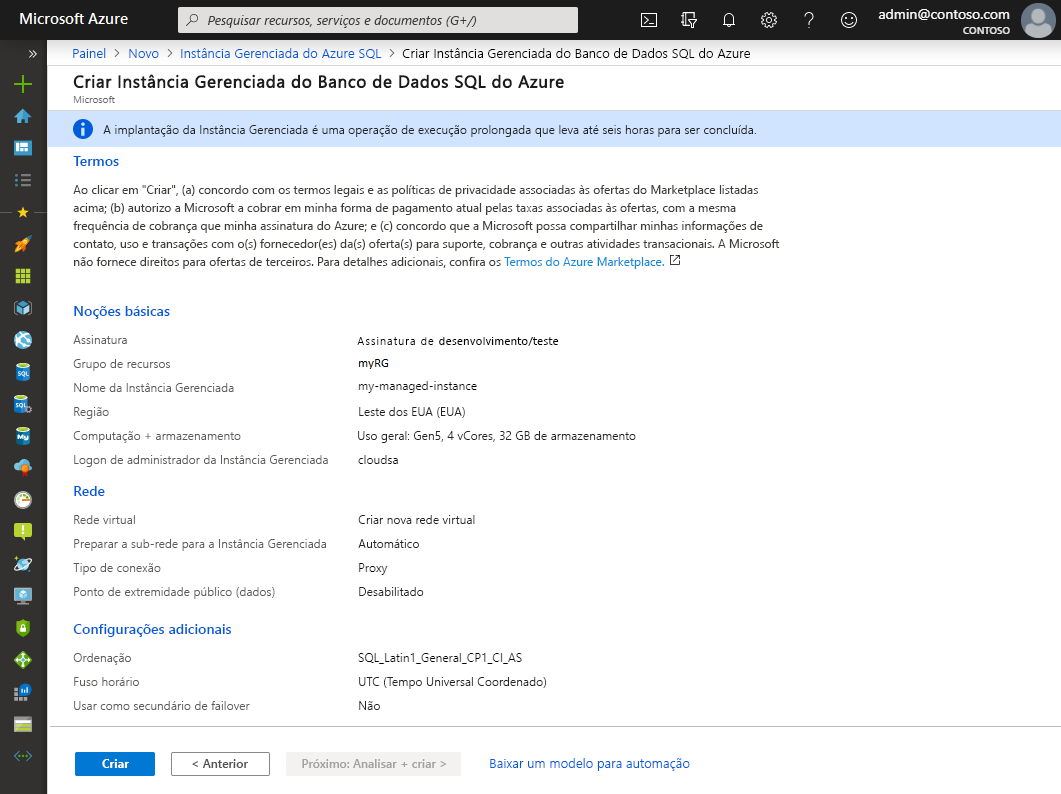 Microsoft Azure
Pesquisar recursos, serviços e documentos (G+/)
admin@contoso.com
CONTOSO
Painel > Novo > Instância Gerenciada do Azure SQL > Criar Instância Gerenciada do Banco de Dados SQL do Azure
Criar Instância Gerenciada do Banco de Dados SQL do Azure
Microsoft
A implantação da Instância Gerenciada é uma operação de execução prolongada que leva até seis horas para ser concluída.
Termos
Ao clicar em "Criar", (a) concordo com os termos legais e as políticas de privacidade associadas às ofertas do Marketplace listadas
acima; (b) autorizo a Microsoft a cobrar em minha forma de pagamento atual pelas taxas associadas às ofertas, com a mesma
frequência de cobrança que minha assinatura do Azure; e (c) concordo que a Microsoft possa compartilhar minhas informações de
contato, uso e transações com o(s) fornecedor(es) da(s) oferta(s) para suporte, cobrança e outras atividades transacionais. A Microsoft
não fornece direitos para ofertas de terceiros. Para detalhes adicionais, confira os Termos do Azure Marketplace.
Noções básicas
Assinatura Assinatura de desenvolvimento/teste
Grupo de recursos myRG
Nome da Instância Gerenciada my-managed-instance
Região Leste dos EUA (EUA)
Computação + armazenamento Uso geral: Gen5, 4 vCores, 32 GB de armazenamento
Logon de administrador da Instância Gerenciada cloudsa
Rede
Rede virtual Criar nova rede virtual
Preparar a sub-rede para a Instância Gerenciada Automático
Tipo de conexão Proxy
Ponto de extremidade público (dados) Desabilitado
Configurações adicionais
Ordenação SQL_Latin1_General_CP1_CI_AS
Fuso horário UTC (Tempo Universal Coordenado)
Usar como secundário de failover Não
Criar < Anterior Próximo: Analisar + criar > Baixar um modelo para automação
SQL
SQL
My